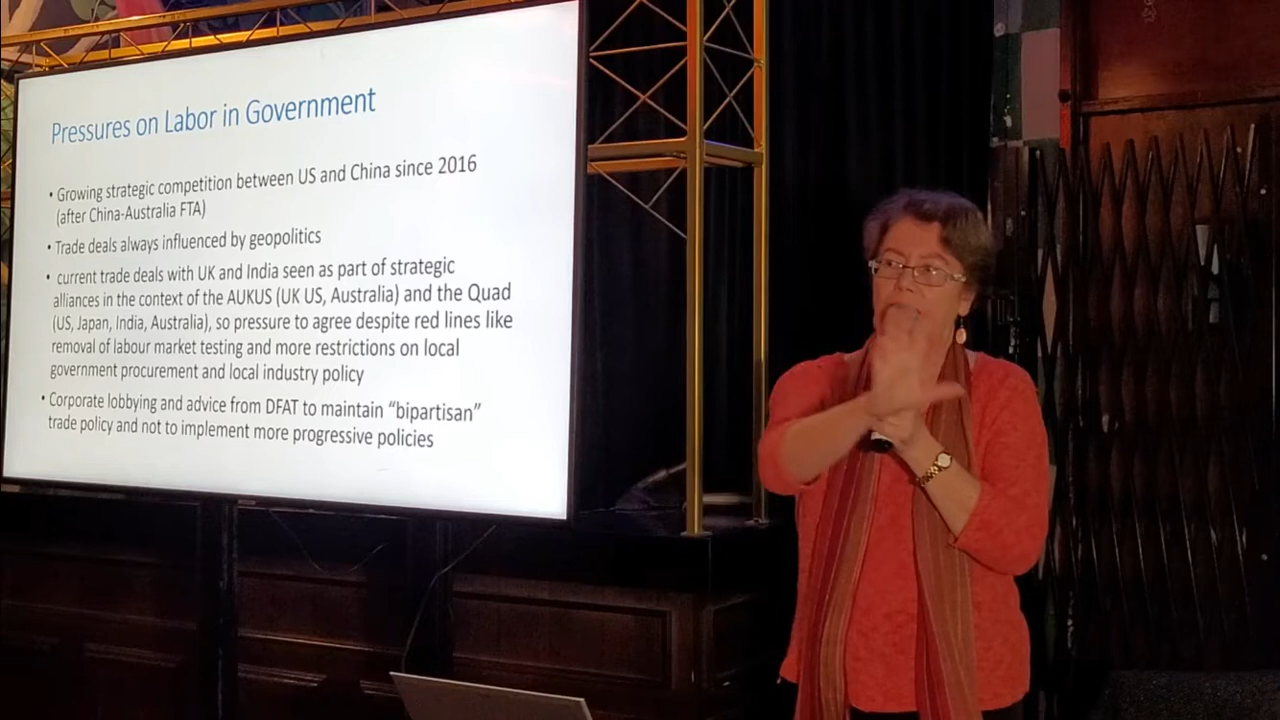 Pressures on Labor in Government
• Growing strategic competition between US and China since 2016
(after China-Australia FTA)
• Trade deals always influenced by geopolitics
• current trade deals with UK and India seen as part of strategic
alliances in the context of the AUKUS (UK US, Australia) and the Quad
(US, Japan, India, Australia), so pressure to agree despite red lines like
removal of labour market testing and more restrictions on local
government procurement and local industry policy
• Corporate lobbying and advice from DFAT to maintain “bipartisan”
trade policy and not to implement more progressive policies